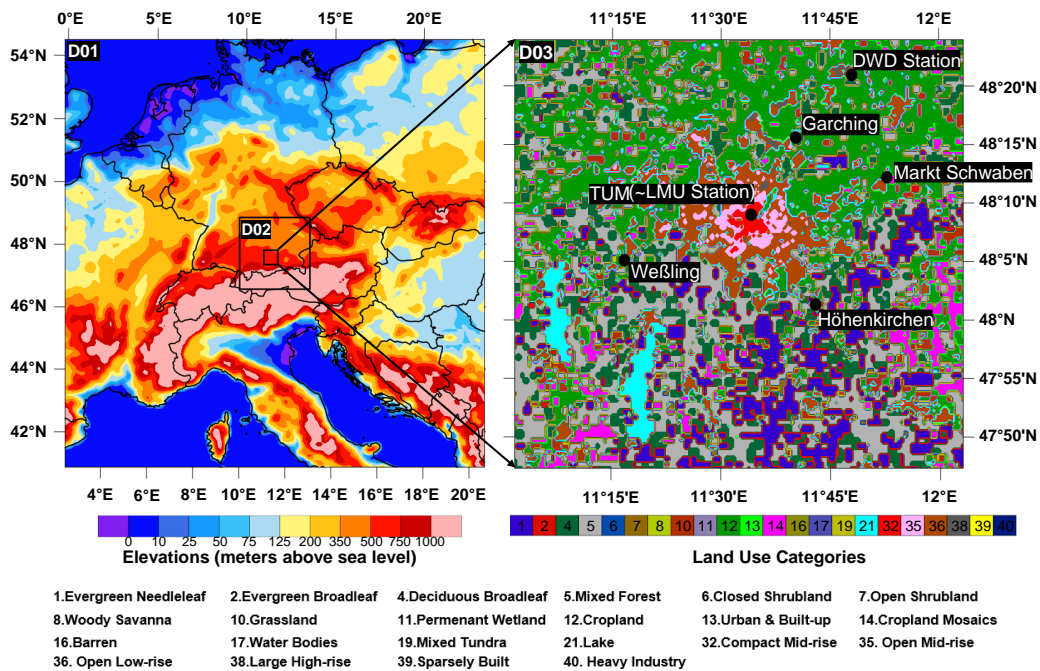 0°E 5°E 10°E 15°E 20°E
11°15'E 11°30'E 11°45'E 12°E
54°N D01
52°N
50°N
48°N
46°N
44°N
42°N
D02
4°E 6°E 8°E 10°E 12°E 14°E 16°E 18°E 20°E
D03
DWD Station
Garching
Markt Schwaben
TUM(~LMU Station)
Weßling
Höhenkirchen
48°20'N
48°15'N
48°10'N
48°5'N
48°N
47°55'N
47°50'N
11°15'E 11°30'E 11°45'E 12°E
0 10 25 50 75 125 200 350 500 750 1000
Elevations (meters above sea level)
1 2 4 5 6 7 8 10 11 12 13 14 16 17 19 21 32 35 36 38 39 40
Land Use Categories
1.Evergreen Needleleaf 2.Evergreen Broadleaf 4.Deciduous Broadleaf 5.Mixed Forest 6.Closed Shrubland 7.Open Shrubland
8.Woody Savanna 10.Grassland 11.Permenant Wetland 12.Cropland 13.Urban & Built-up 14.Cropland Mosaics
16.Barren 17.Water Bodies 19.Mixed Tundra 21.Lake 32.Compact Mid-rise 35. Open Mid-rise
36. Open Low-rise 38.Large High-rise 39.Sparsely Built 40. Heavy Industry